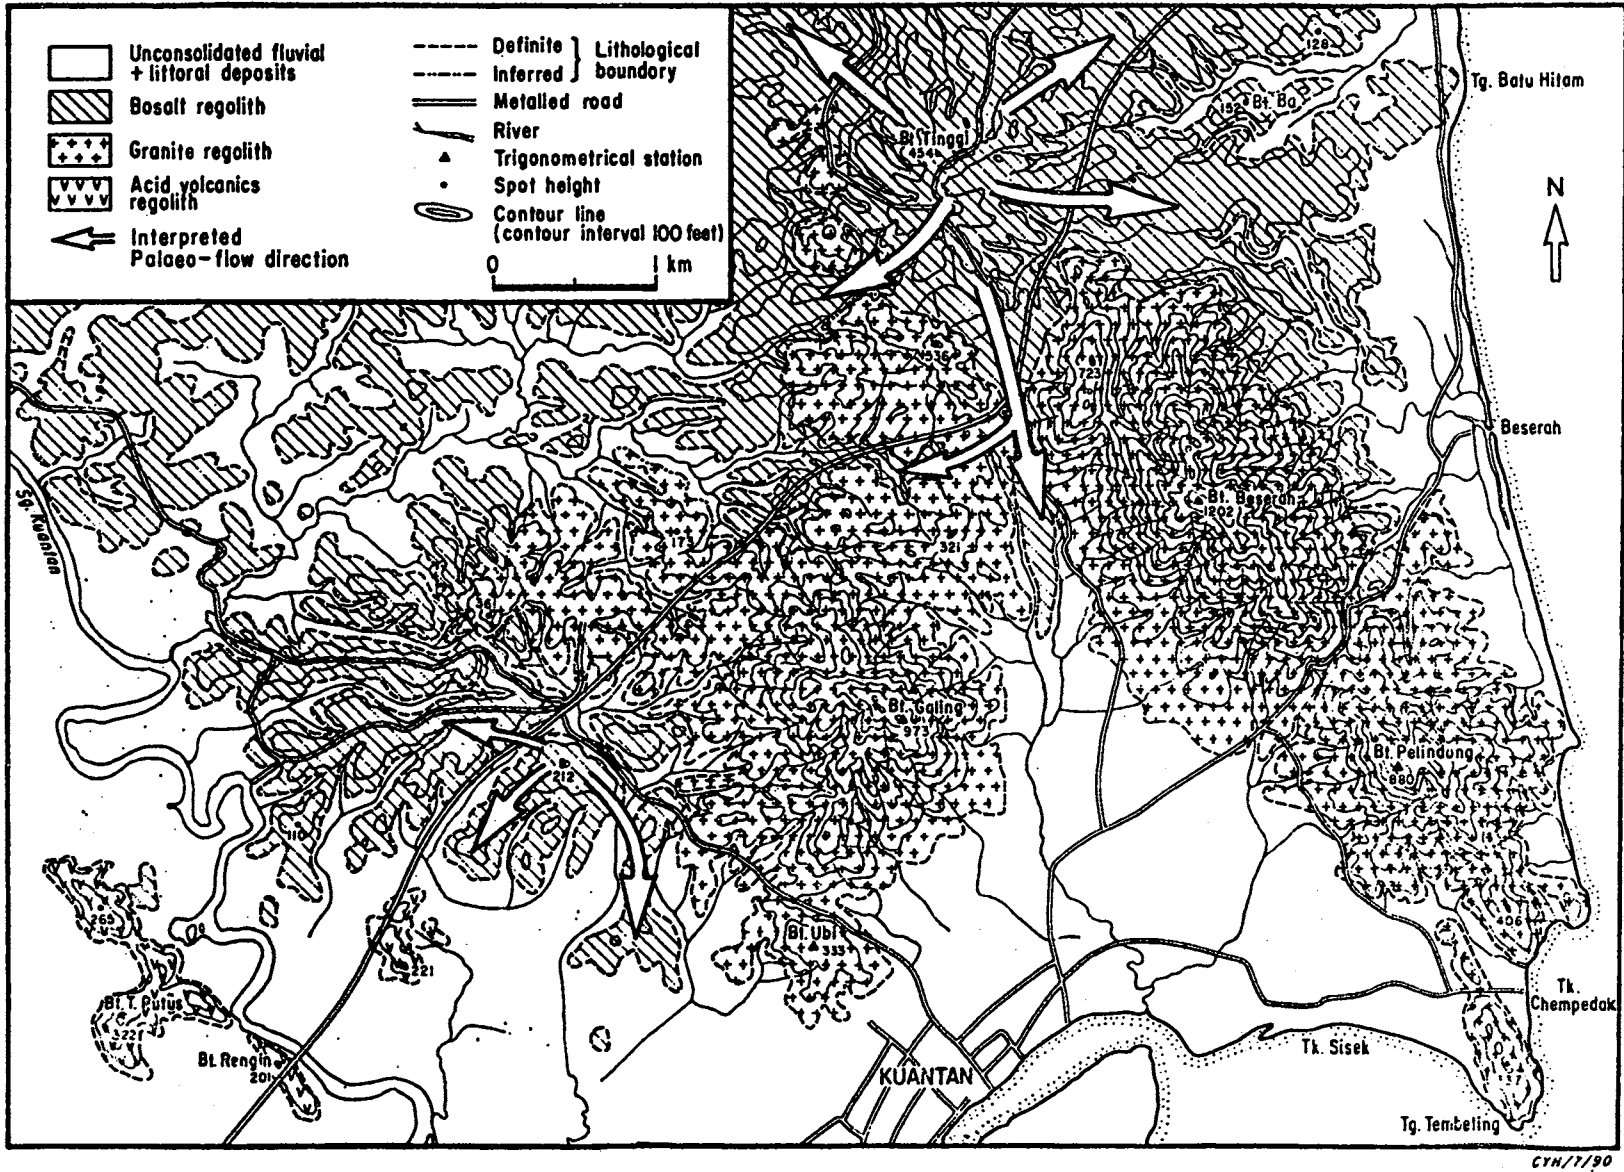 Unconsolidated fluvial
+ littoral deposits
Bosalt regolith
Granite regolith
Acid volcanics
regolith
Interpreted
Palaeo-flow direction
Definite
Inferred
Lithological
boundary
Metalled road
River
Trigonometrical station
Spot height
Contour line
(contour interval 100 feet)
0 1 km
N
128
Tg. Batu Hitam
152
Bt. Ba
Bt. Tinggi
454
536
723
Beserah
Bt. Beserah
1202
Sg. Kuantan
173
321
Bt. Galing
973
Bt. Pelindung
880
212
110
265
406
Bt. Ubi
333
221
Bt. T. Putus
322
Bt. Rengin
201
Tk.
Chempedak
Tk. Sisek
KUANTAN
137
Tg. Tembeling
CYH/7/90